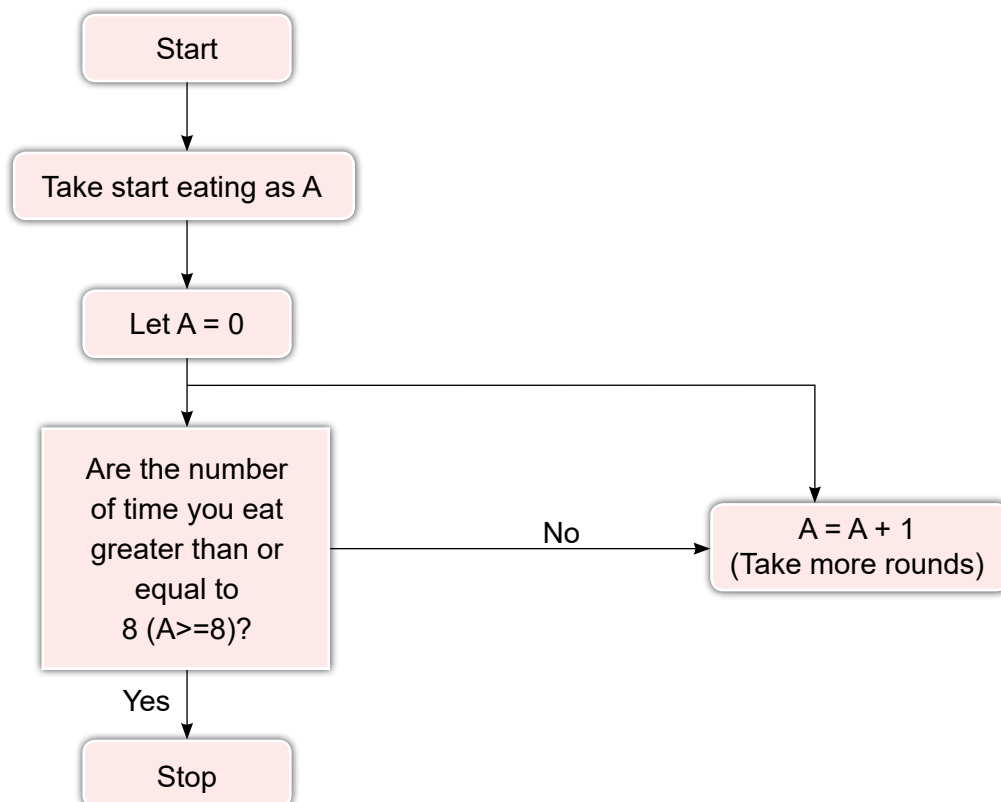 Start
Take start eating as A
Let A = 0
Are the number
of time you eat
greater than or
equal to
8 (A>=8)?
No
A = A + 1
(Take more rounds)
Yes
Stop